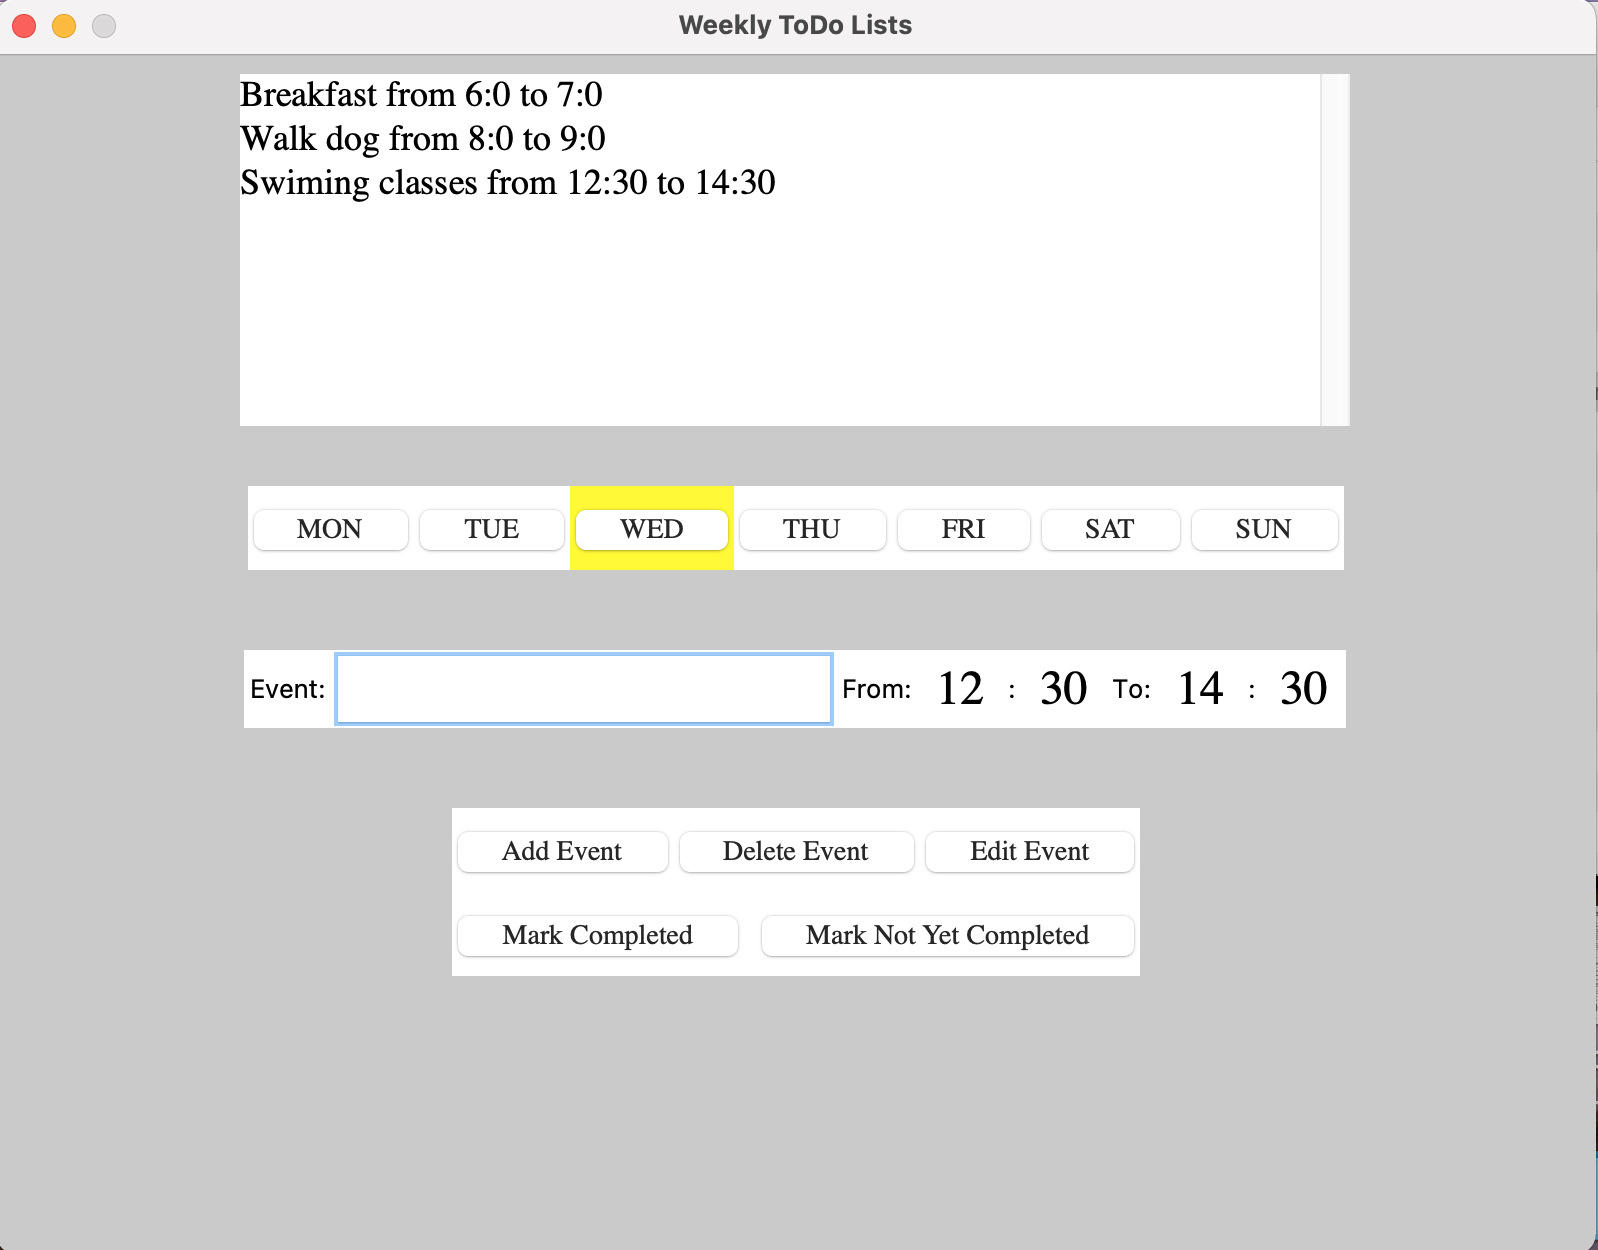 Weekly ToDo Lists
Breakfast from 6:0 to 7:0
Walk dog from 8:0 to 9:0
Swiming classes from 12:30 to 14:30
MON TUE WED THU FRI SAT SUN
Event: From: 12 : 30 To: 14 : 30
Add Event Delete Event Edit Event
Mark Completed Mark Not Yet Completed